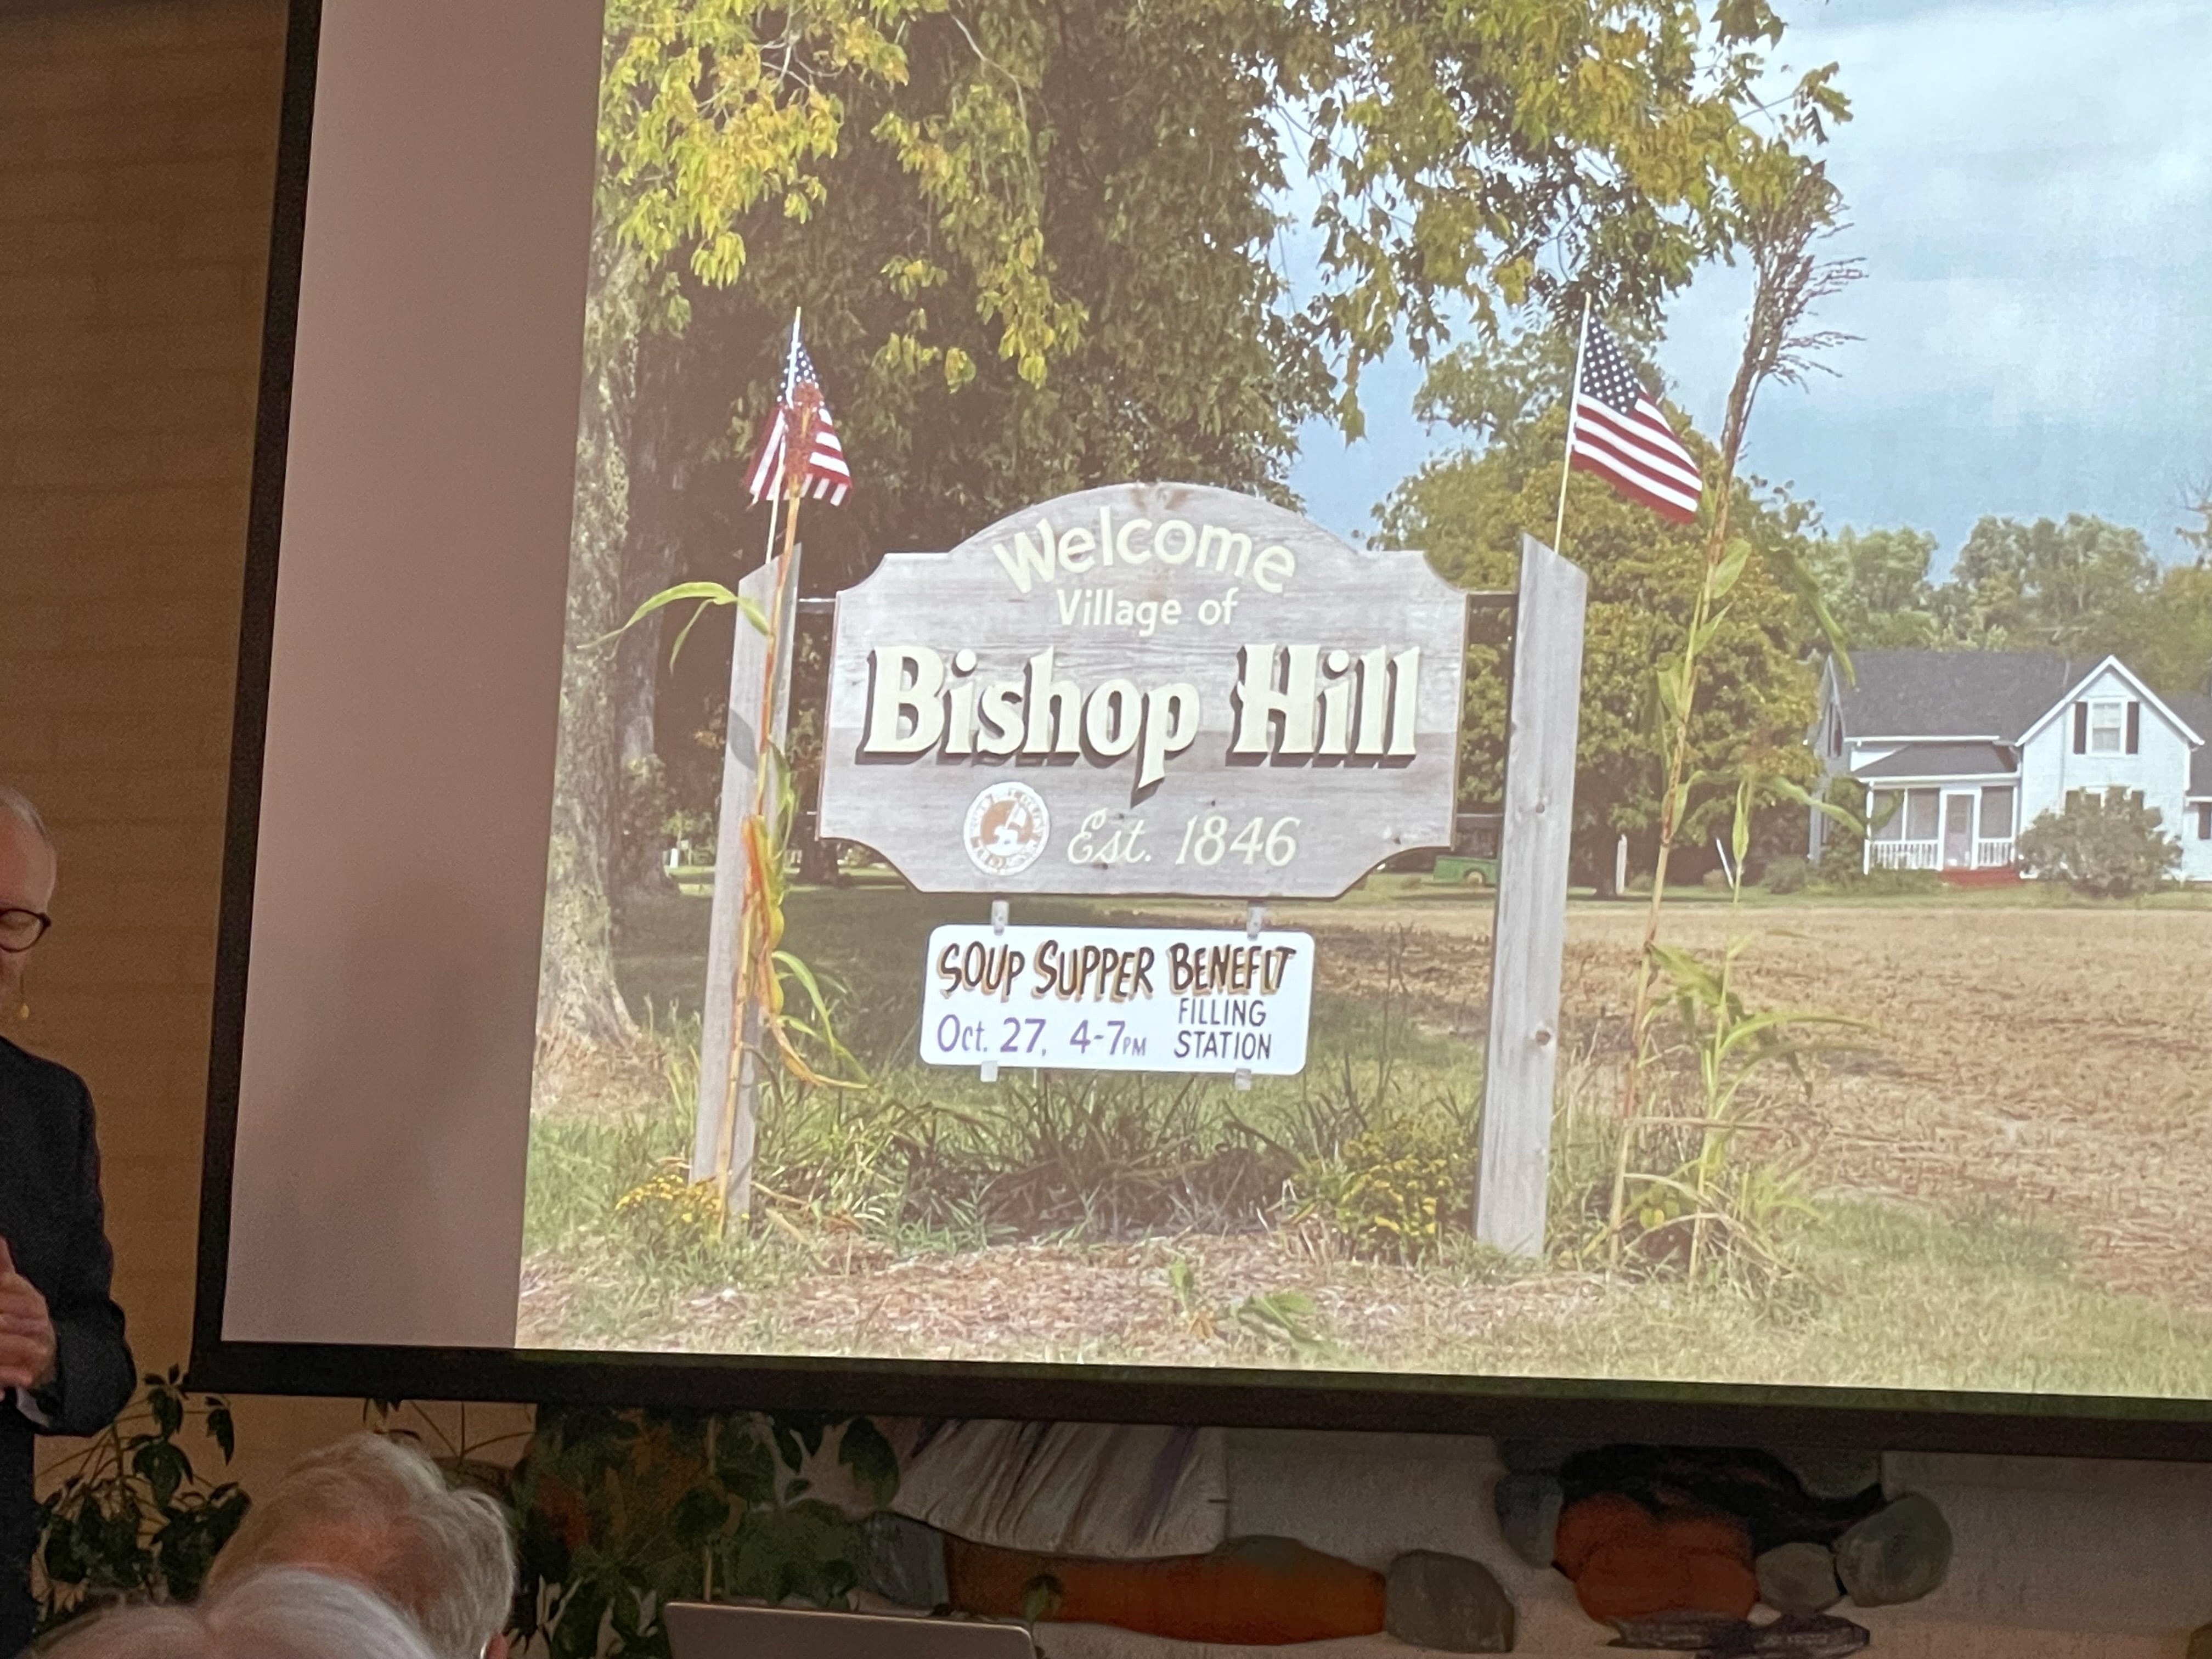 Welcome
Village of
Bishop Hill
Est. 1846
SOUP SUPPER BENEFIT
Oct. 27, 4-7PM FILLING
STATION